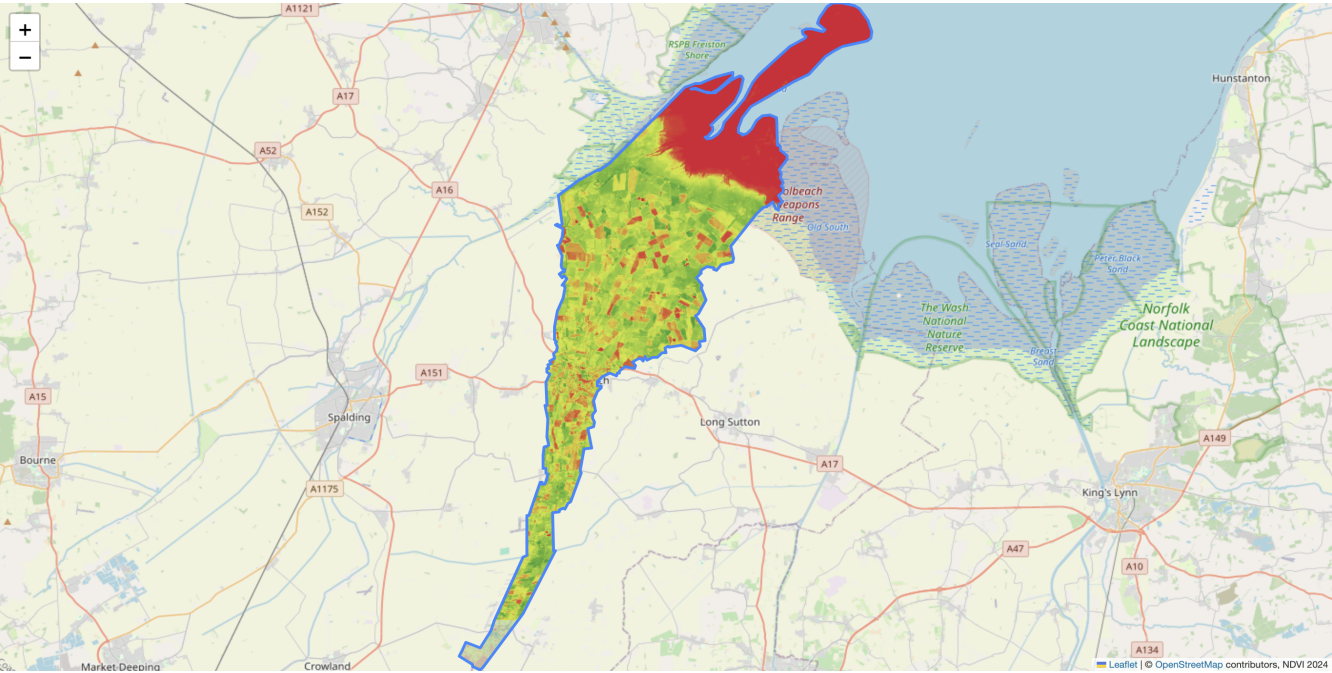 A1121
+
−
RSPB Freiston
Shore
Hunstanton
A17
A52
A16
olbeach
eapons
Range
A152
Old South
Seal Sand
Peter Black
Sand
The Wash
National
Nature
Reserve
Norfolk
Coast National
Landscape
Breast
Sand
A151
h
A15
Spalding
Long Sutton
A149
Bourne
A17
A1175
King's Lynn
A47
A10
A134
Market Deeping
Crowland
Leaflet | © OpenStreetMap contributors, NDVI 2024